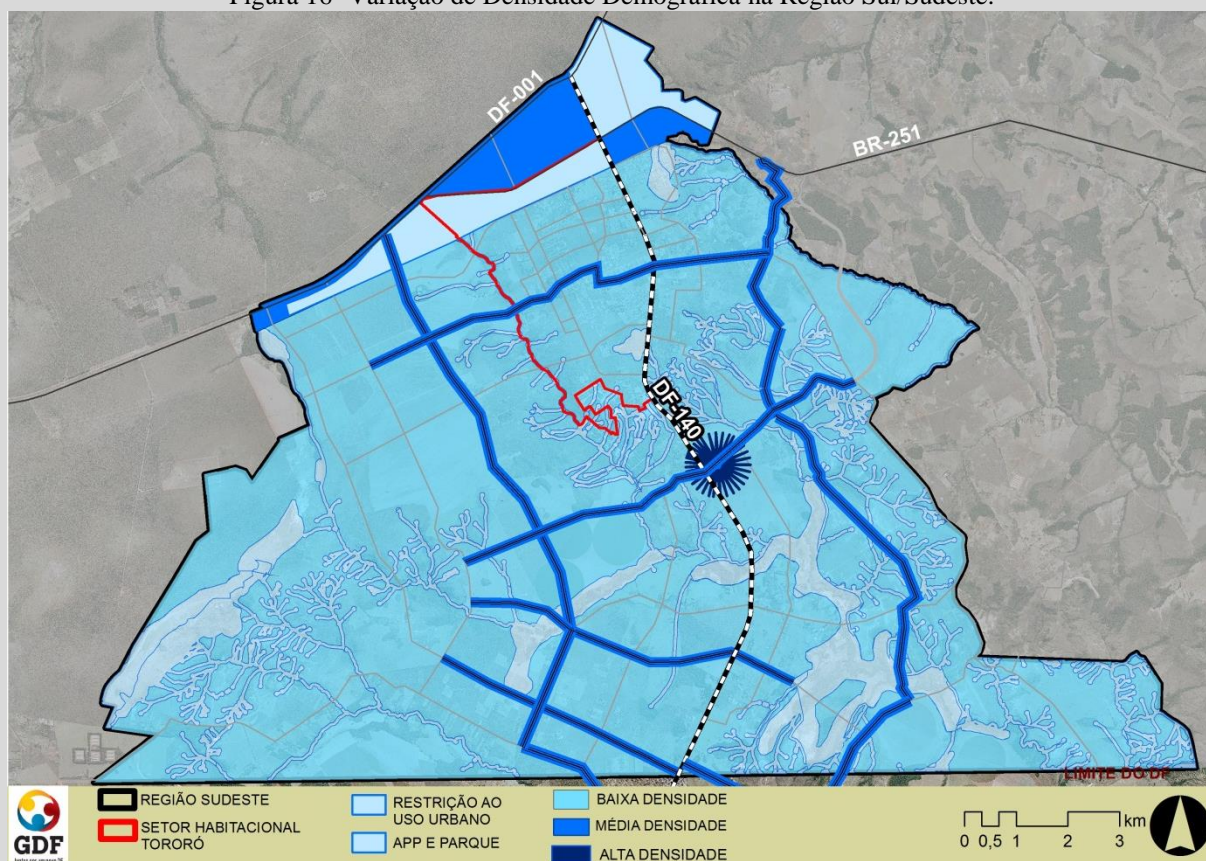 Figura 16- Variação de Densidade Demográfica na Região Sul/Sudeste.
DF-001
BR-251
DF-140
LIMITE DO DF
GDF
REGIÃO SUDESTE
SETOR HABITACIONAL
TORORÓ
RESTRIÇÃO AO
USO URBANO
APP E PARQUE
BAIXA DENSIDADE
MÉDIA DENSIDADE
ALTA DENSIDADE
km
0 0,5 1 2 3